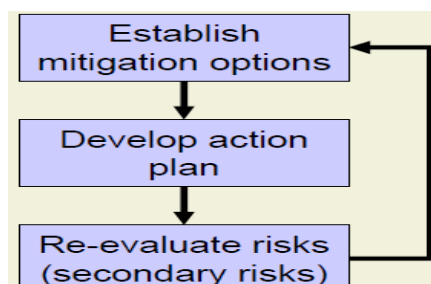 Establish
mitigation options
Develop action
plan
Re-evaluate risks
(secondary risks)